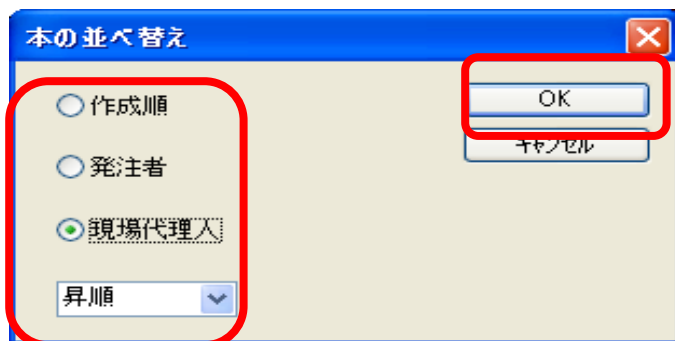 本の並べ替え
作成順
OK
キャンセル
発注者
現場代理人
昇順